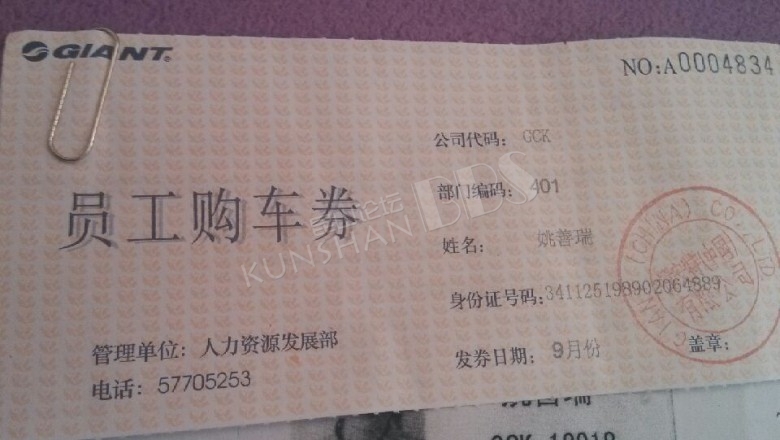 GIANT.
NO:A0004834
公司代码: GCK
员工购车券
部门编码: 401
姓名: 姚善瑞
身份证号码:341125198902064889
管理单位: 人力资源发展部
发券日期: 9月份
盖章:
电话: 57705253
KUNSHAN BBS
论坛